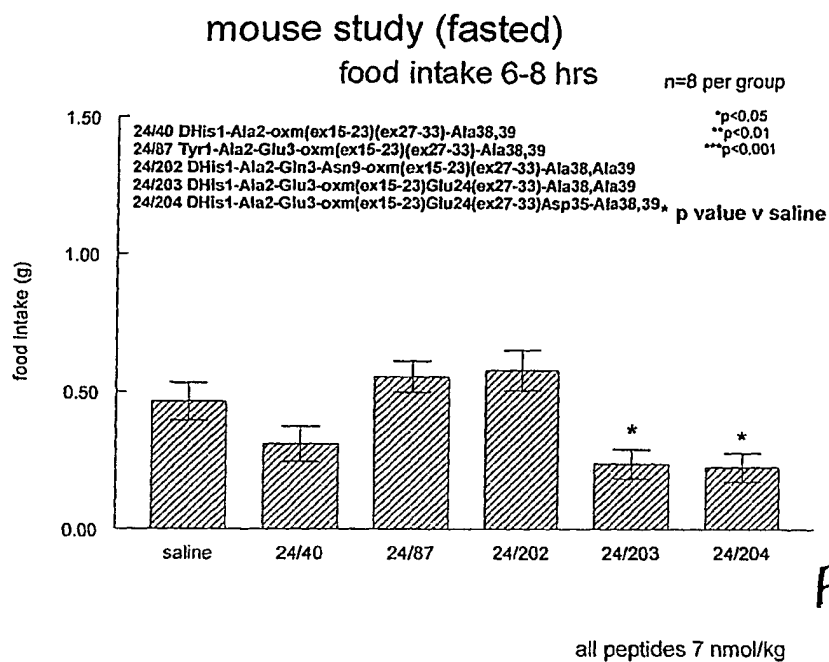 mouse study (fasted)
food intake 6-8 hrs
n=8 per group
*p<0.05
**p<0.01
***p<0.001
24/40 DHis1-Ala2-oxm(ex15-23)(ex27-33)-Ala38,39
24/87 Tyr1-Ala2-Glu3-oxm(ex15-23)(ex27-33)-Ala38,39
24/202 DHis1-Ala2-Gln3-Asn9-oxm(ex15-23)(ex27-33)-Ala38,Ala39
24/203 DHis1-Ala2-Glu3-oxm(ex15-23)Glu24(ex27-33)-Ala38,Ala39
24/204 DHis1-Ala2-Glu3-oxm(ex15-23)Glu24(ex27-33)Asp35-Ala38,39
* p value v saline
food intake (g)
1.50
1.00
0.50
0.00
* *
saline 24/40 24/87 24/202 24/203 24/204
all peptides 7 nmol/kg